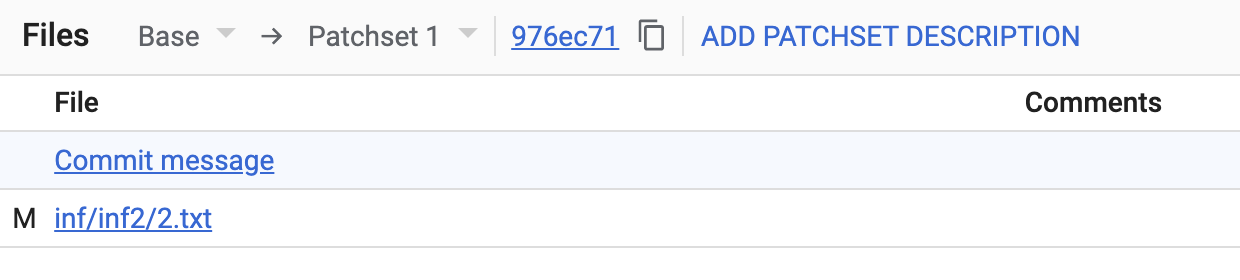 Files Base → Patchset 1 976ec71 ADD PATCHSET DESCRIPTION
File Comments
Commit message
M inf/inf2/2.txt